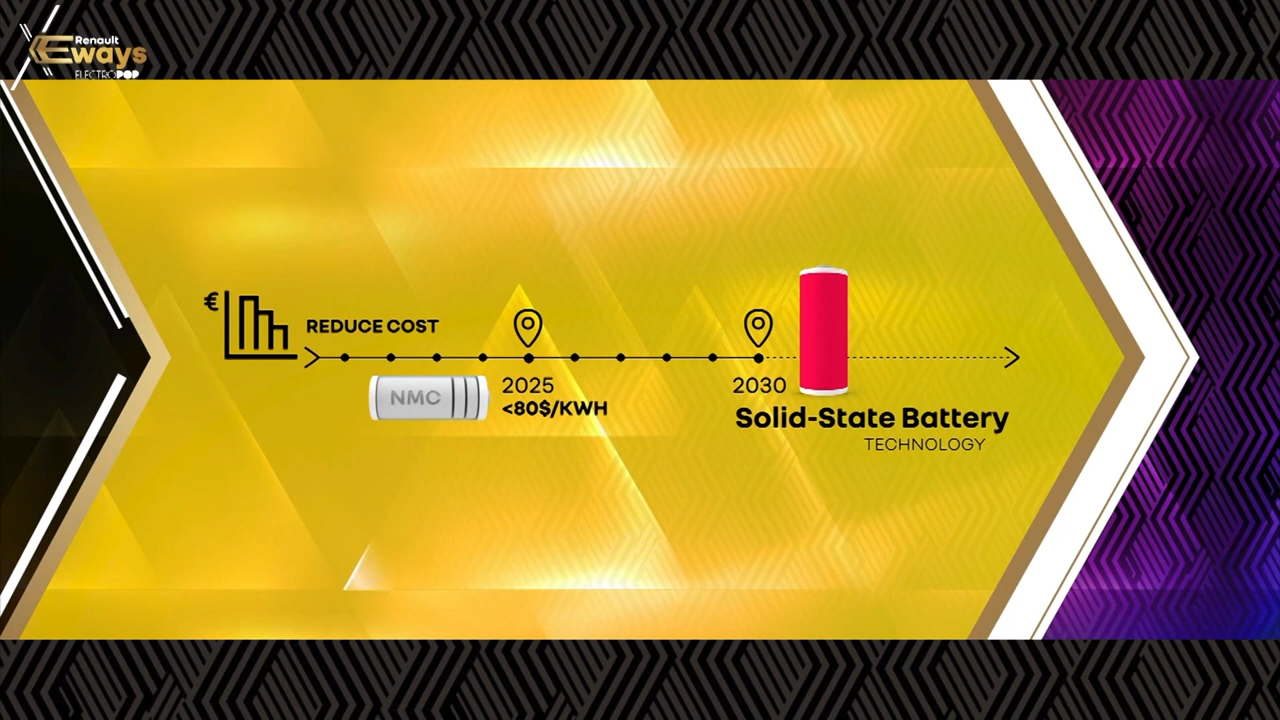 Renault
Eways
ELECTROPOP
€
REDUCE COST
NMC
2025
<80$/KWH
2030
Solid-State Battery
TECHNOLOGY